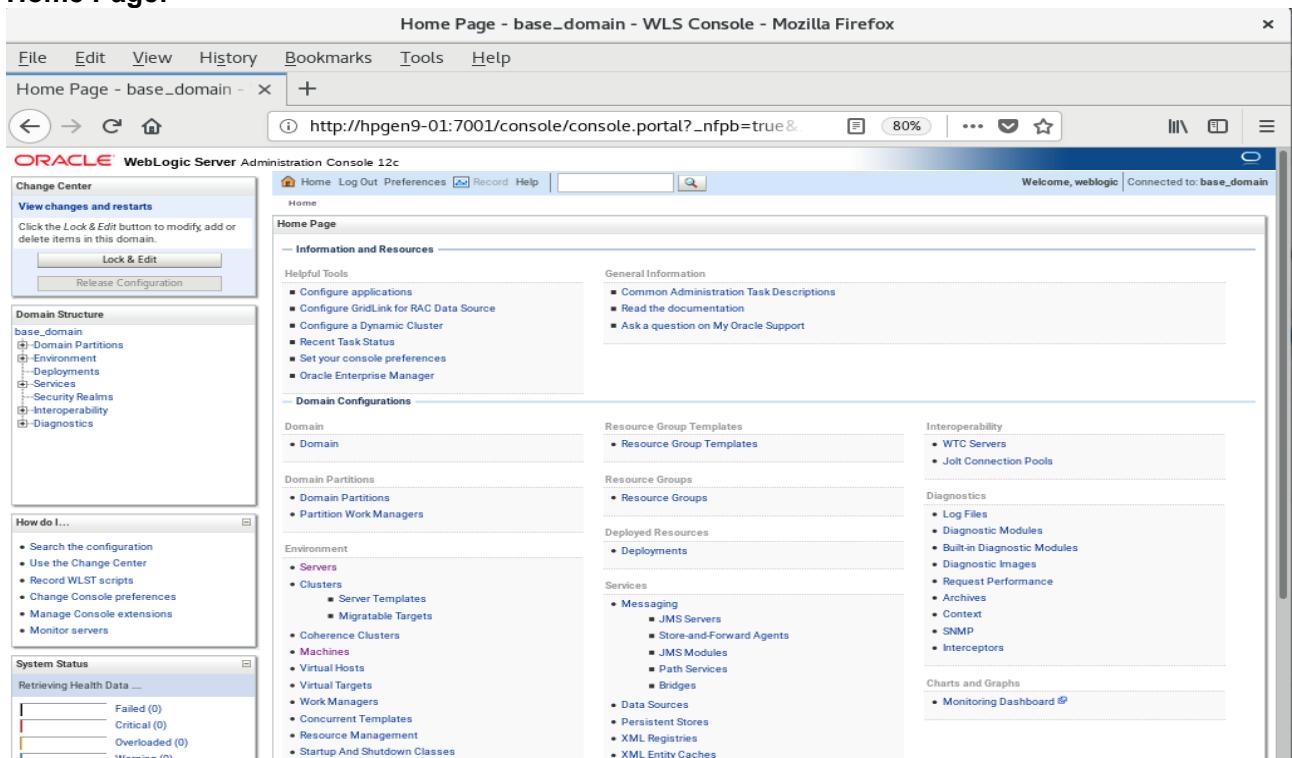 Home Page.
Home Page - base_domain - WLS Console - Mozilla Firefox
File Edit View History Bookmarks Tools Help
Home Page - base_domain -
http://hpgen9-01:7001/console/console.portal?_nfpb=true&
80%
ORACLE WebLogic Server Administration Console 12c
Change Center
View changes and restarts
Click the Lock & Edit button to modify, add or
delete items in this domain.
Lock & Edit
Release Configuration
Domain Structure
base_domain
Domain Partitions
Environment
Deployments
Services
Security Realms
Interoperability
Diagnostics
How do I...
Search the configuration
Use the Change Center
Record WLST scripts
Change Console preferences
Manage Console extensions
Monitor servers
System Status
Retrieving Health Data ....
Failed (0)
Critical (0)
Overloaded (0)
Warning (0)
Home Log Out Preferences Record Help
Welcome, weblogic Connected to: base_domain
Home
Home Page
Information and Resources
Helpful Tools
Configure applications
Configure GridLink for RAC Data Source
Configure a Dynamic Cluster
Recent Task Status
Set your console preferences
Oracle Enterprise Manager
General Information
Common Administration Task Descriptions
Read the documentation
Ask a question on My Oracle Support
Domain Configurations
Domain
Domain
Domain Partitions
Domain Partitions
Partition Work Managers
Environment
Servers
Clusters
Server Templates
Migratable Targets
Coherence Clusters
Machines
Virtual Hosts
Virtual Targets
Work Managers
Concurrent Templates
Resource Management
Startup And Shutdown Classes
Resource Group Templates
Resource Group Templates
Resource Groups
Resource Groups
Deployed Resources
Deployments
Services
Messaging
JMS Servers
Store-and-Forward Agents
JMS Modules
Path Services
Bridges
Data Sources
Persistent Stores
XML Registries
XML Entity Caches
Interoperability
WTC Servers
Jolt Connection Pools
Diagnostics
Log Files
Diagnostic Modules
Built-in Diagnostic Modules
Diagnostic Images
Request Performance
Archives
Context
SNMP
Interceptors
Charts and Graphs
Monitoring Dashboard